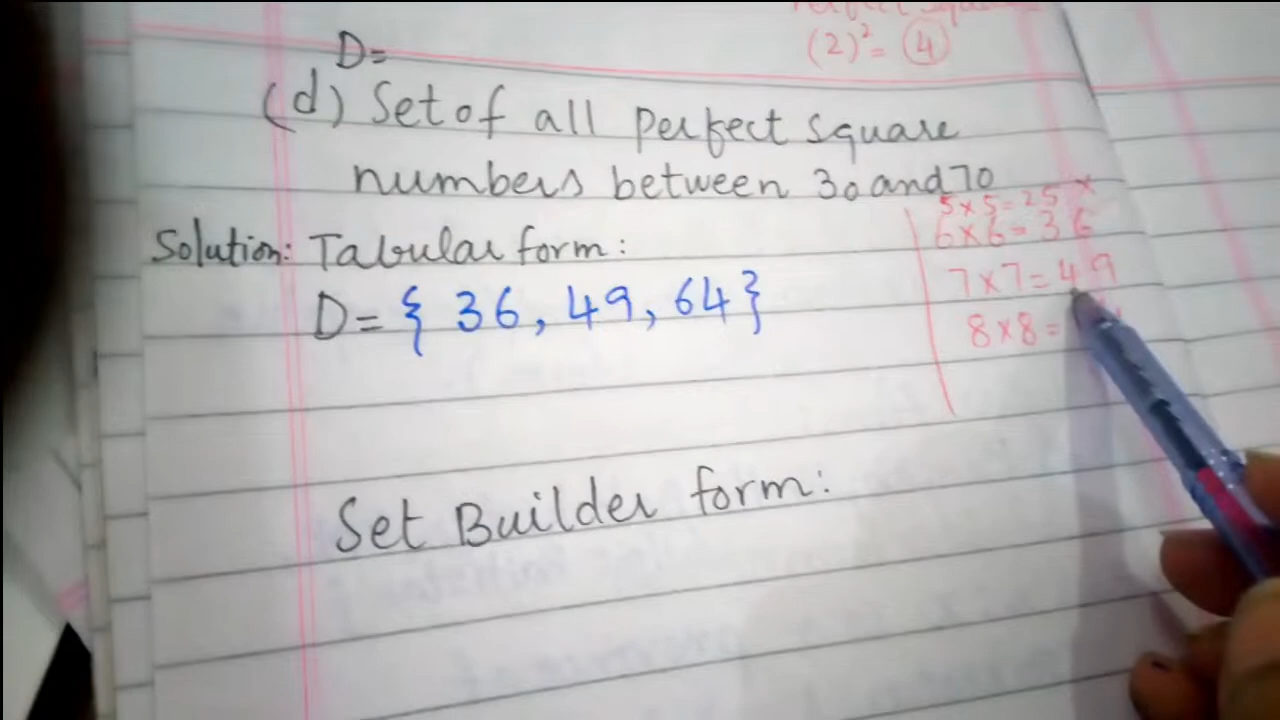 (2)² = 4
D=
(d) Set of all perfect square
numbers between 30 and 70
5×5=25 ×
6×6=36
Solution: Tabular form:
7×7=49
D= { 36, 49, 64}
8×8=
Set Builder form: